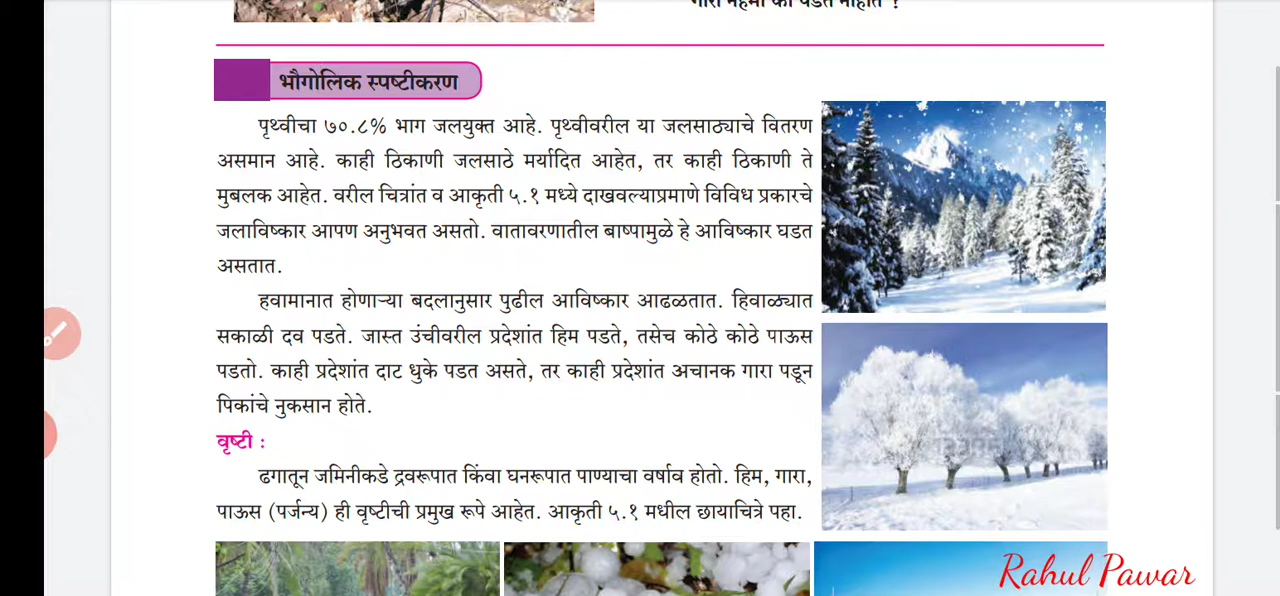 गारा नेहमी का पडत नाहीत ?
भौगोलिक स्पष्टीकरण
पृथ्वीचा ७०.८% भाग जलयुक्त आहे. पृथ्वीवरील या जलसाठ्याचे वितरण
असमान आहे. काही ठिकाणी जलसाठे मर्यादित आहेत, तर काही ठिकाणी ते
मुबलक आहेत. वरील चित्रांत व आकृती ५.१ मध्ये दाखवल्याप्रमाणे विविध प्रकारचे
जलाविष्कार आपण अनुभवत असतो. वातावरणातील बाष्पामुळे हे आविष्कार घडत
असतात.
हवामानात होणाऱ्या बदलानुसार पुढील आविष्कार आढळतात. हिवाळ्यात
सकाळी दव पडते. जास्त उंचीवरील प्रदेशांत हिम पडते, तसेच कोठे कोठे पाऊस
पडतो. काही प्रदेशांत दाट धुके पडत असते, तर काही प्रदेशांत अचानक गारा पडून
पिकांचे नुकसान होते.
वृष्टी :
ढगातून जमिनीकडे द्रवरूपात किंवा घनरूपात पाण्याचा वर्षाव होतो. हिम, गारा,
पाऊस (पर्जन्य) ही वृष्टीची प्रमुख रूपे आहेत. आकृती ५.१ मधील छायाचित्रे पहा.
Rahul Pawar